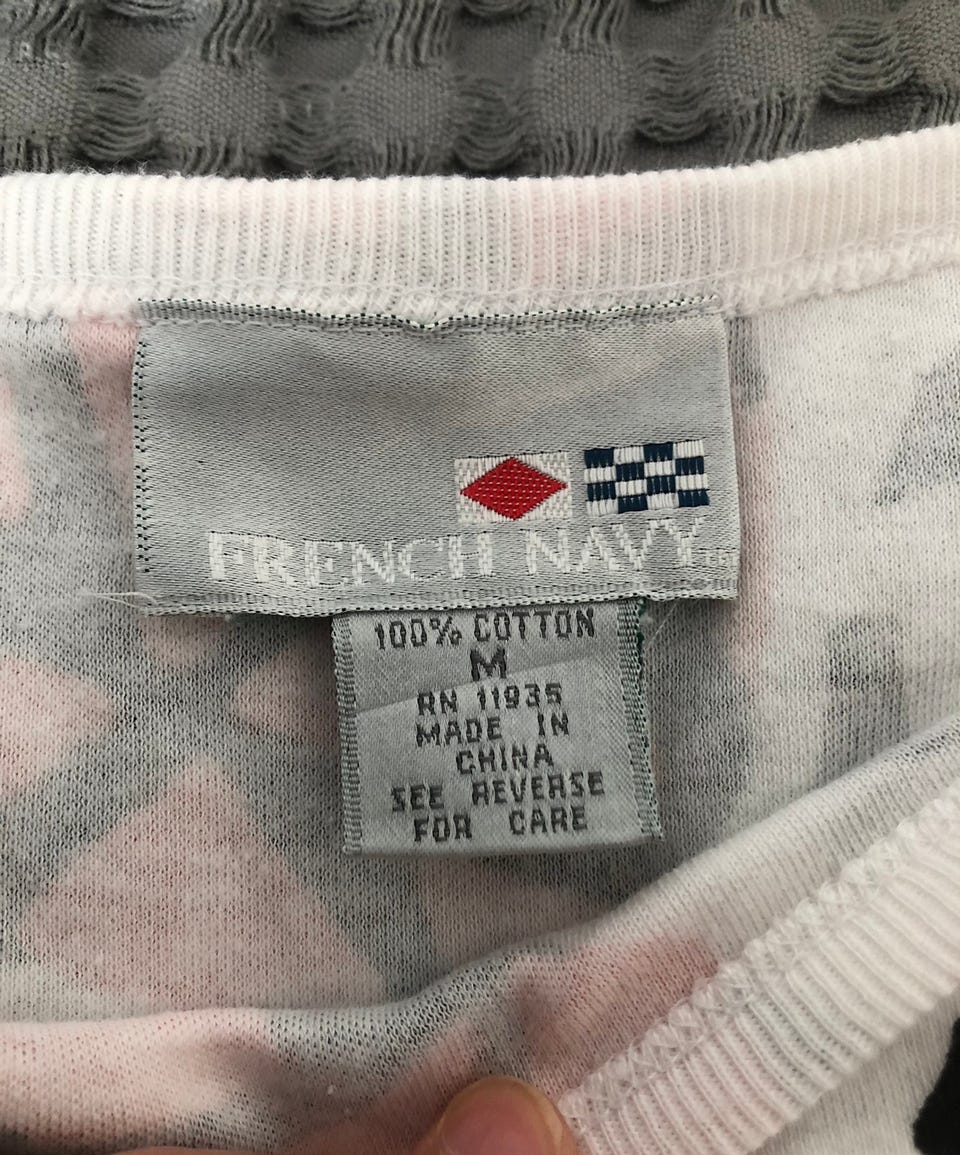 FRENCH NAVY
100% COTTON
M
RN 11935
MADE IN
CHINA
SEE REVERSE
FOR CARE